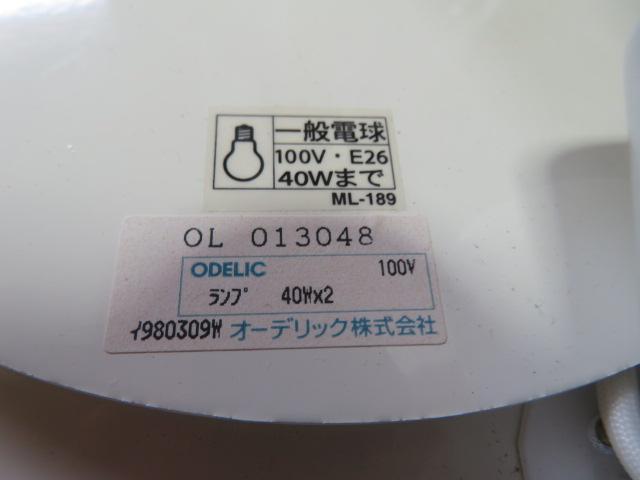 一般電球
100V・E26
40Wまで
ML-189
OL 013048
ODELIC 100V
ランプ 40W×2
イ980309W オーデリック株式会社